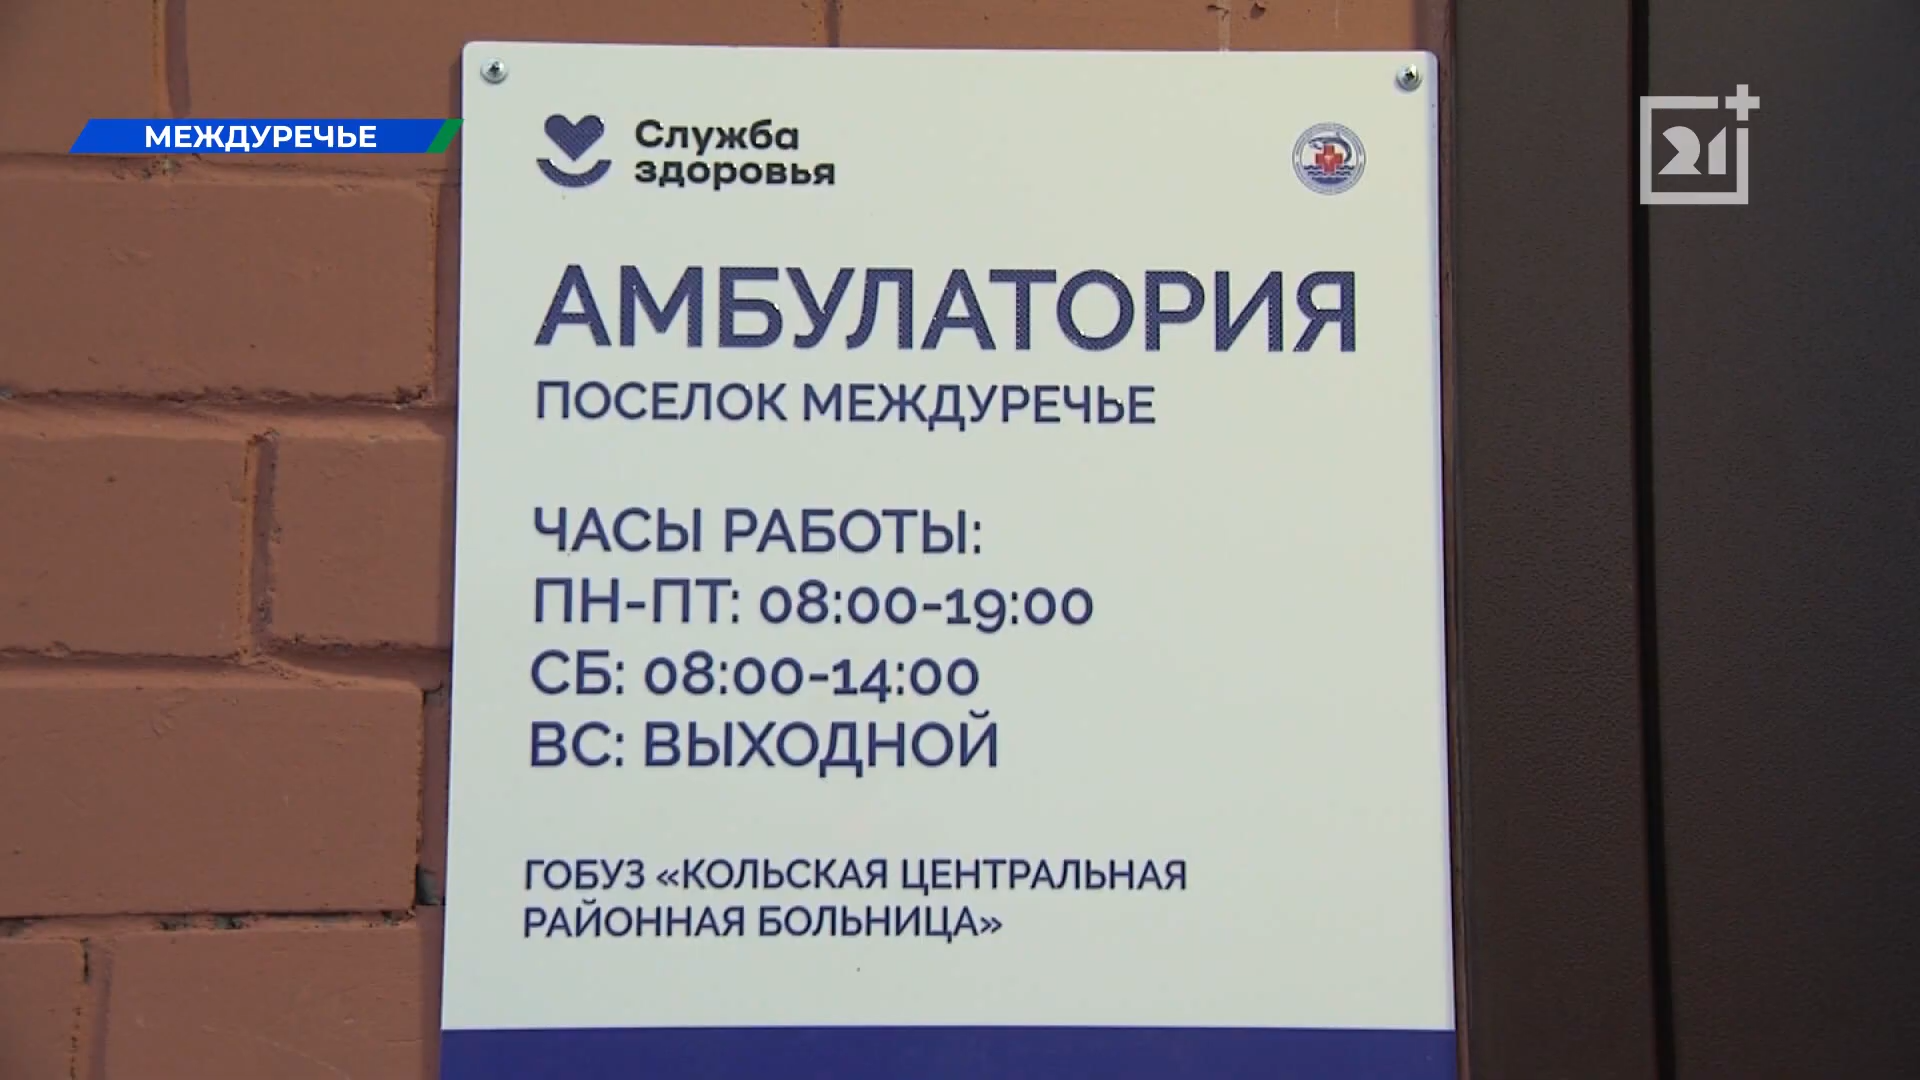 МЕЖДУРЕЧЬЕ
21+
Служба
здоровья
АМБУЛАТОРИЯ
ПОСЕЛОК МЕЖДУРЕЧЬЕ
ЧАСЫ РАБОТЫ:
ПН-ПТ: 08:00-19:00
СБ: 08:00-14:00
ВС: ВЫХОДНОЙ
ГОБУЗ «КОЛЬСКАЯ ЦЕНТРАЛЬНАЯ
РАЙОННАЯ БОЛЬНИЦА»